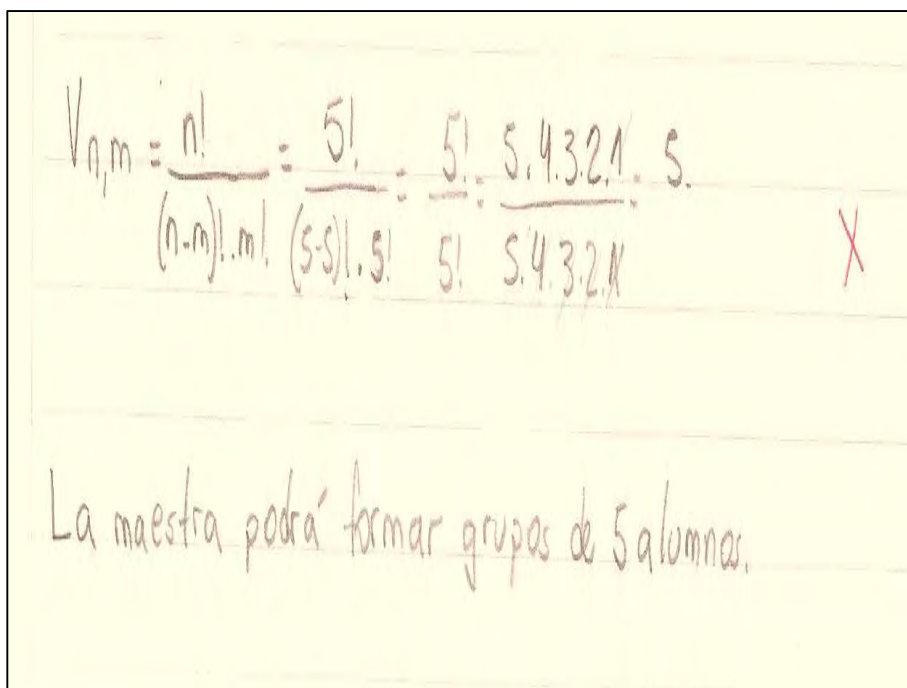 V n,m = n! / (n-m)!.m! = 5! / (5-5)!.5! = 5! / 5! = 5.4.3.2.1 / 5.4.3.2.1 = 5.
X
La maestra podrá formar grupos de 5 alumnos.